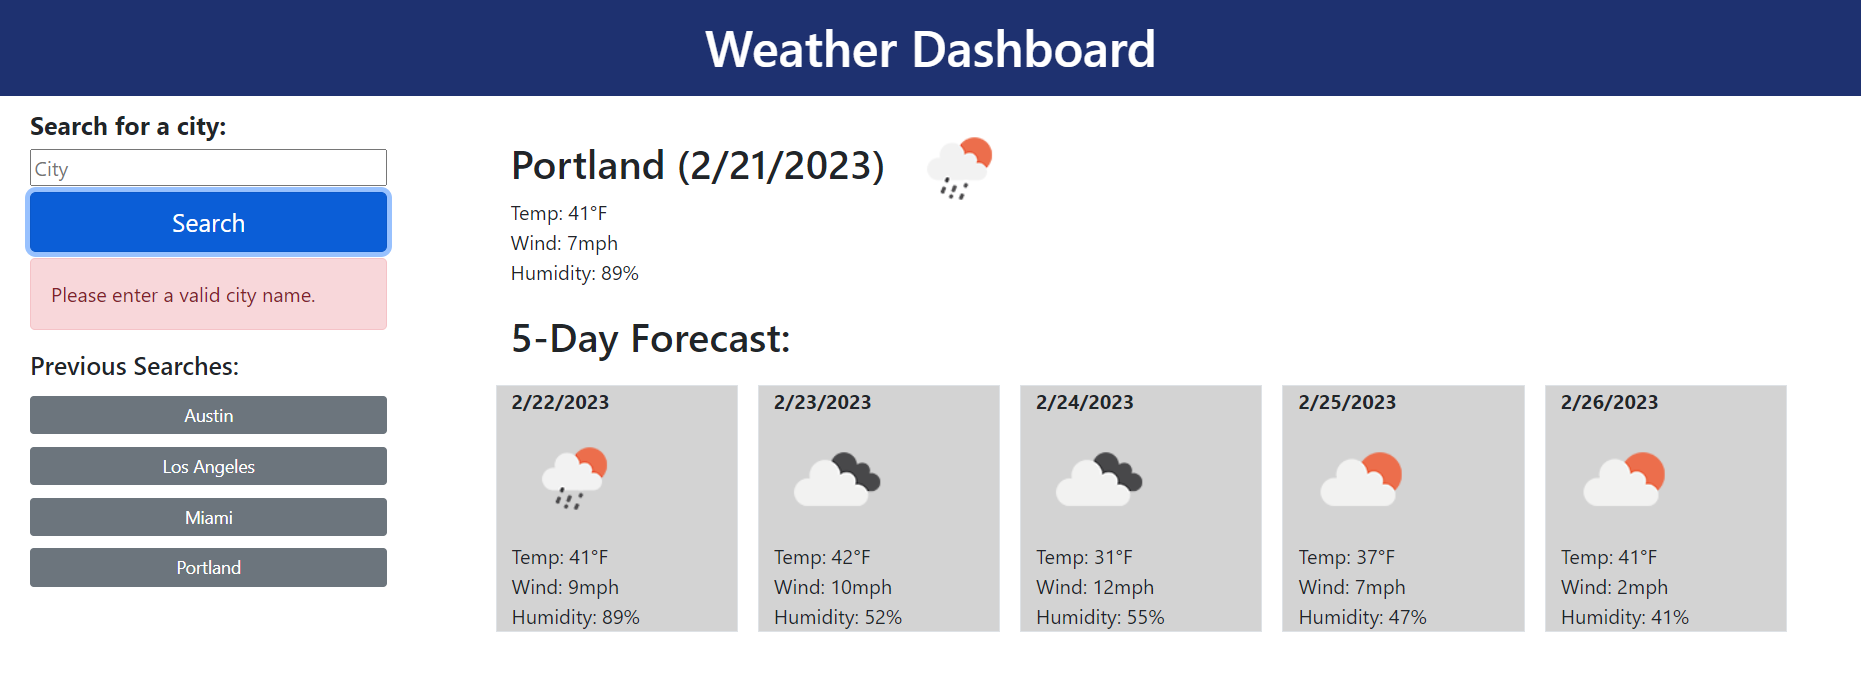 Weather Dashboard
Search for a city:
City
Search
Please enter a valid city name.
Previous Searches:
Austin
Los Angeles
Miami
Portland
Portland (2/21/2023)
Temp: 41°F
Wind: 7mph
Humidity: 89%
5-Day Forecast:
2/22/2023
Temp: 41°F
Wind: 9mph
Humidity: 89%
2/23/2023
Temp: 42°F
Wind: 10mph
Humidity: 52%
2/24/2023
Temp: 31°F
Wind: 12mph
Humidity: 55%
2/25/2023
Temp: 37°F
Wind: 7mph
Humidity: 47%
2/26/2023
Temp: 41°F
Wind: 2mph
Humidity: 41%